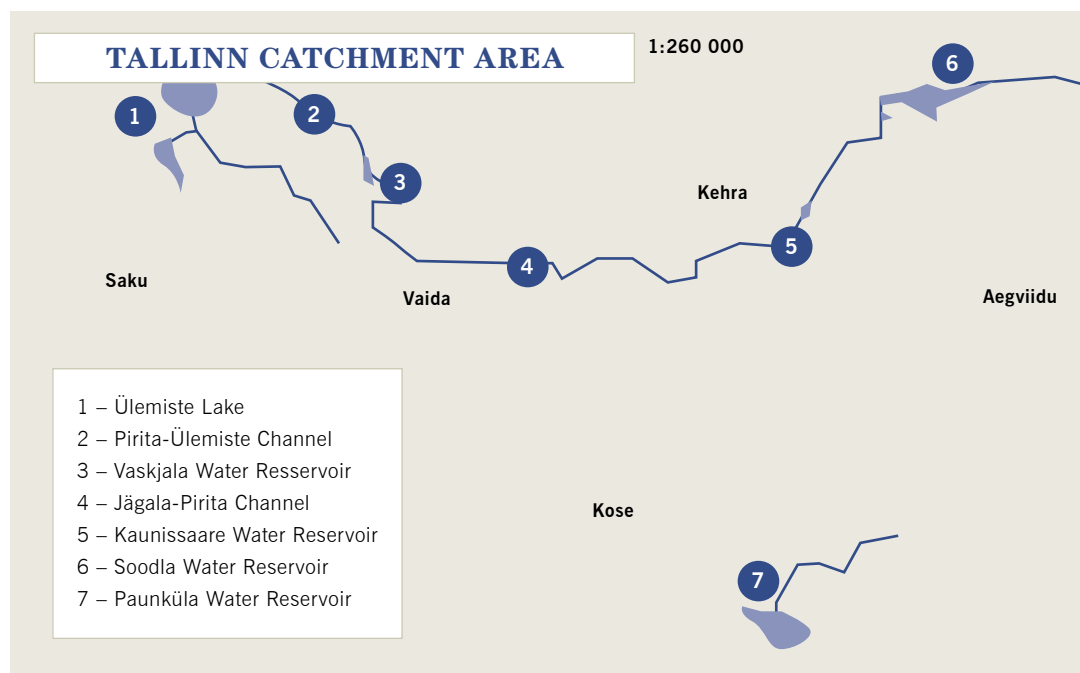 TALLINN CATCHMENT AREA
1:260 000
6
1
2
3
Kehra
5
4
Saku
Vaida
Aegviidu
1 – Ülemiste Lake
2 – Pirita-Ülemiste Channel
3 – Vaskjala Water Resservoir
4 – Jägala-Pirita Channel
5 – Kaunissaare Water Reservoir
6 – Soodla Water Reservoir
7 – Paunküla Water Reservoir
Kose
7